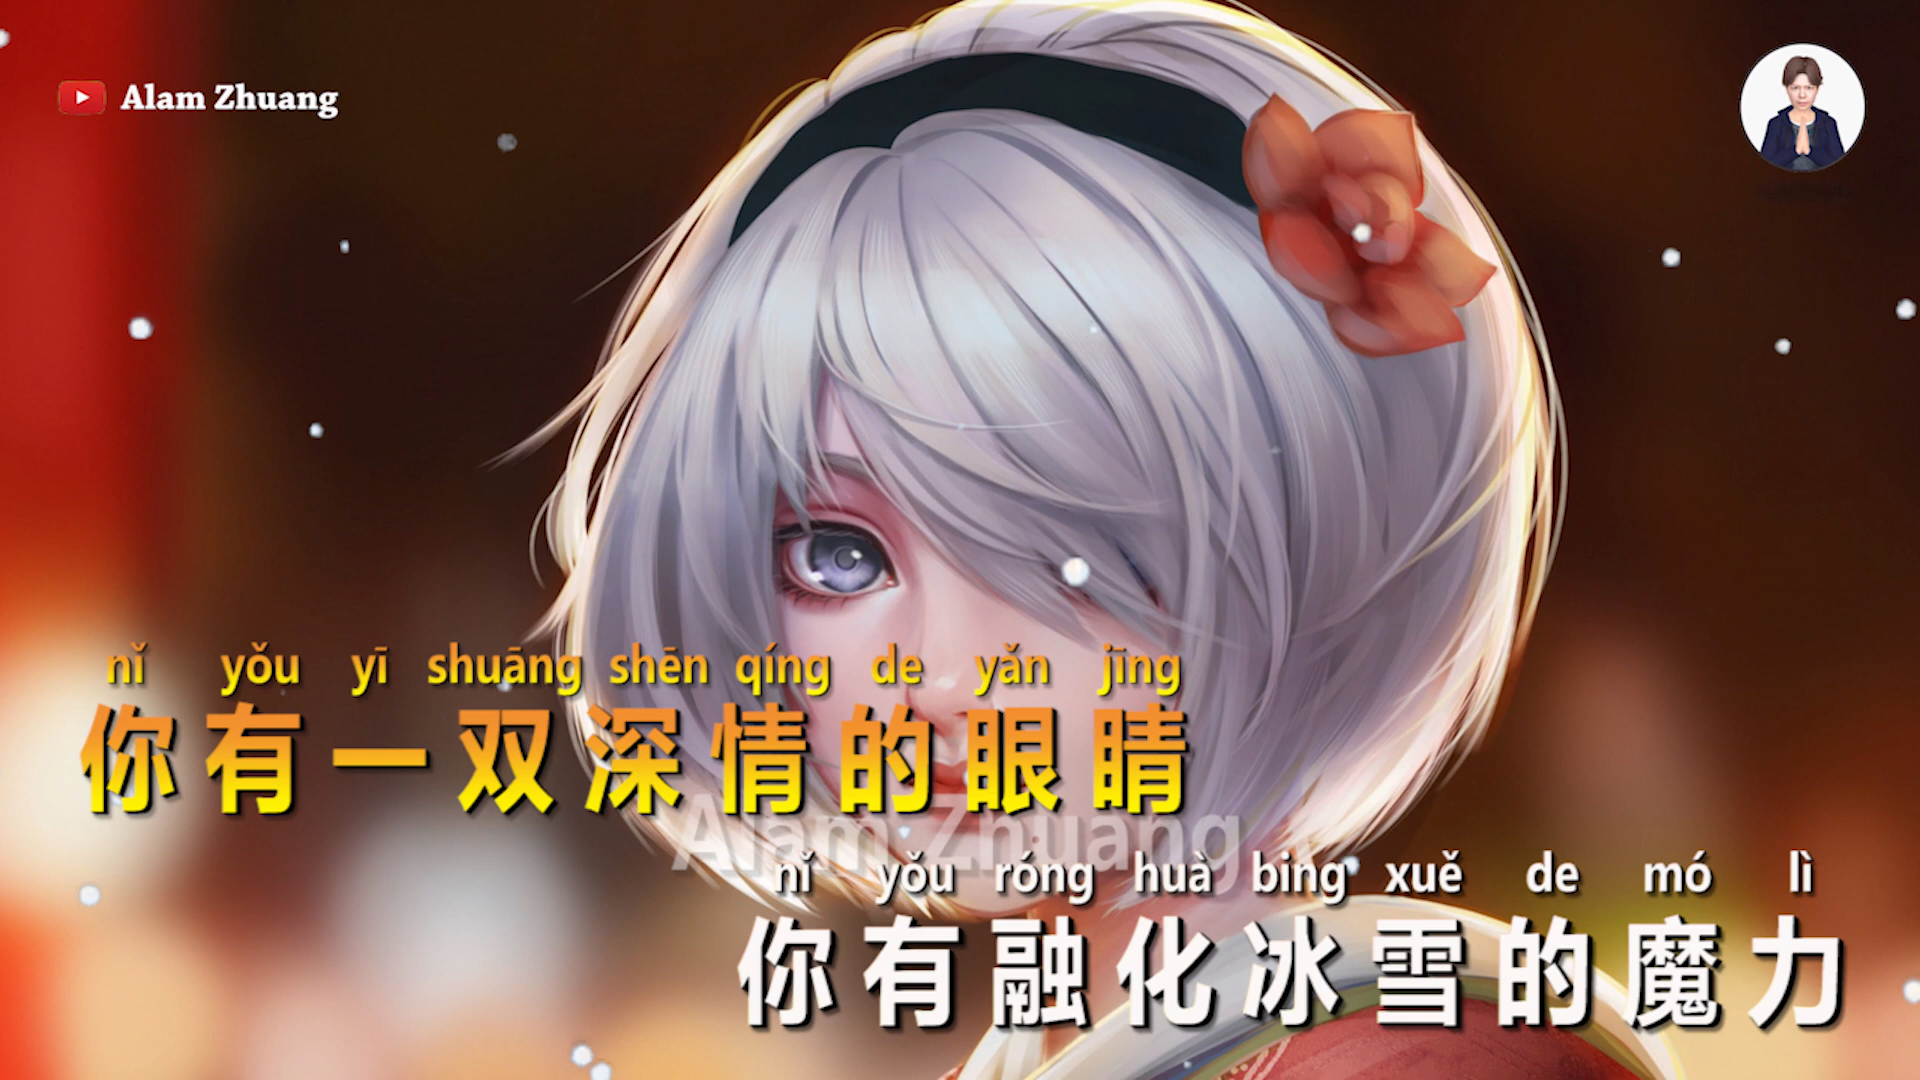 Alam Zhuang
nǐ yǒu yī shuāng shēn qíng de yǎn jīng
你有一双深情的眼睛
Alam Zhuang
nǐ yǒu róng huà bīng xuě de mó lì
你有融化冰雪的魔力